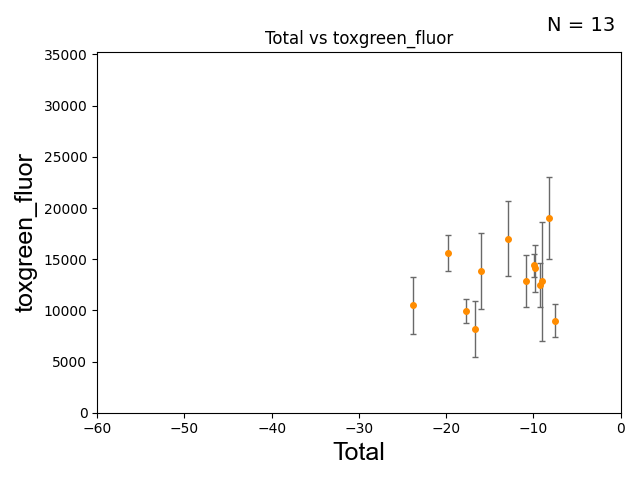 N = 13
Total vs toxgreen_fluor
35000
30000
25000
20000
15000
10000
5000
0
toxgreen_fluor
−60 −50 −40 −30 −20 −10 0
Total